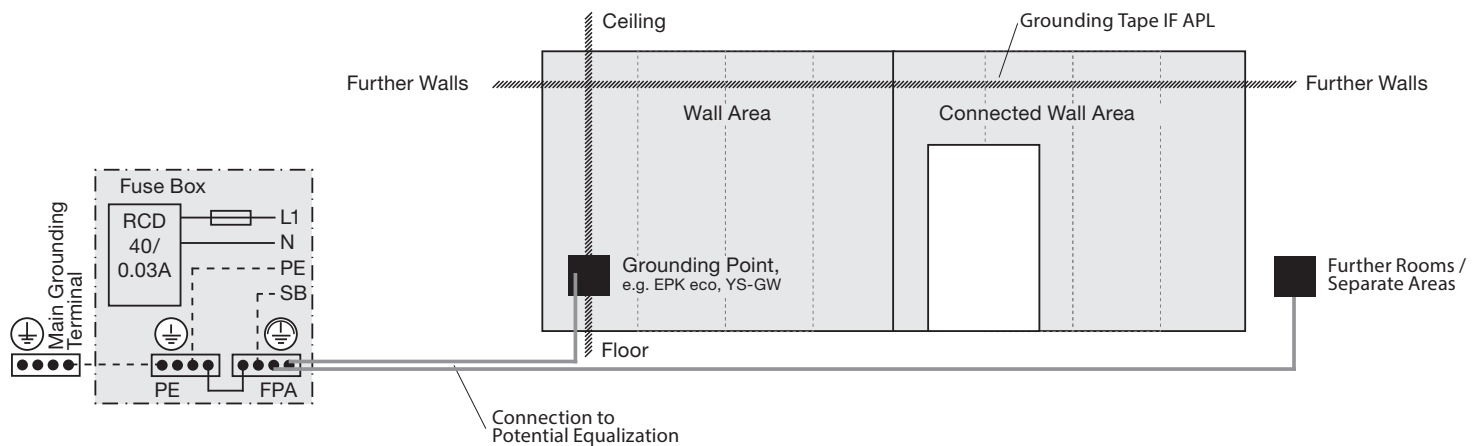 Ceiling
Grounding Tape IF APL
Further Walls
Further Walls
Wall Area
Connected Wall Area
Fuse Box
RCD
40/
0.03A
L1
N
PE
SB
Main Grounding
Terminal
Grounding Point,
e.g. EPK eco, YS-GW
Further Rooms /
Separate Areas
Floor
PE
FPA
Connection to
Potential Equalization